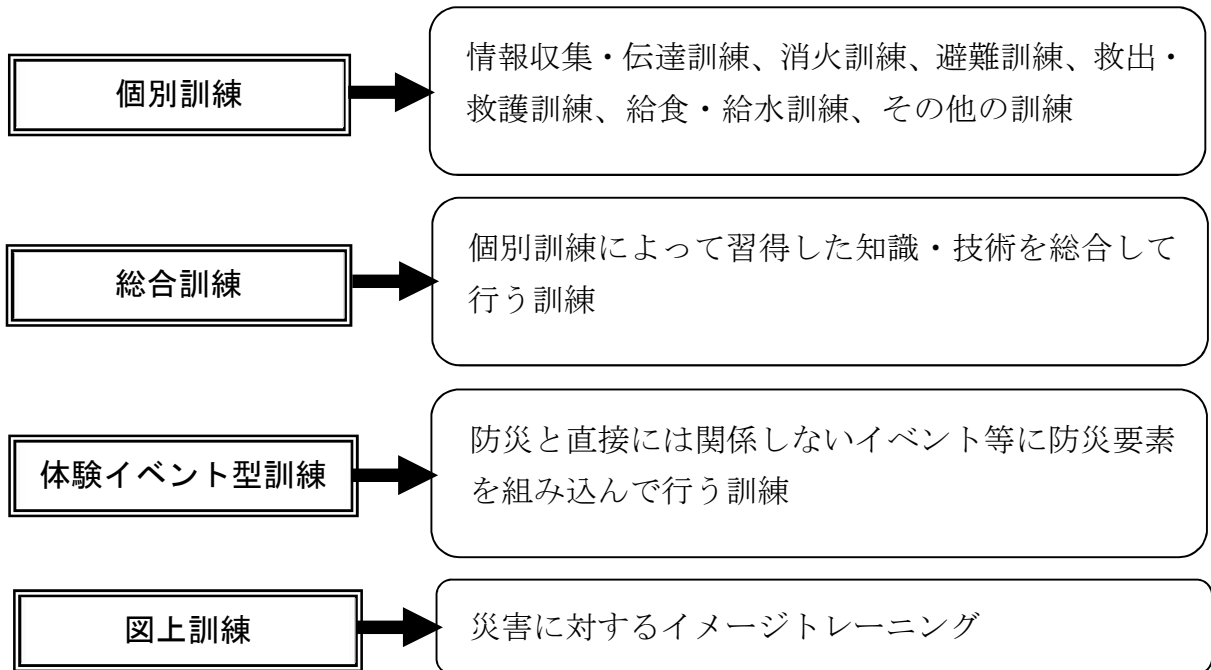 個別訓練
情報収集・伝達訓練、消火訓練、避難訓練、救出・
救護訓練、給食・給水訓練、その他の訓練
総合訓練
個別訓練によって習得した知識・技術を総合して
行う訓練
体験イベント型訓練
防災と直接には関係しないイベント等に防災要素
を組み込んで行う訓練
図上訓練
災害に対するイメージトレーニング